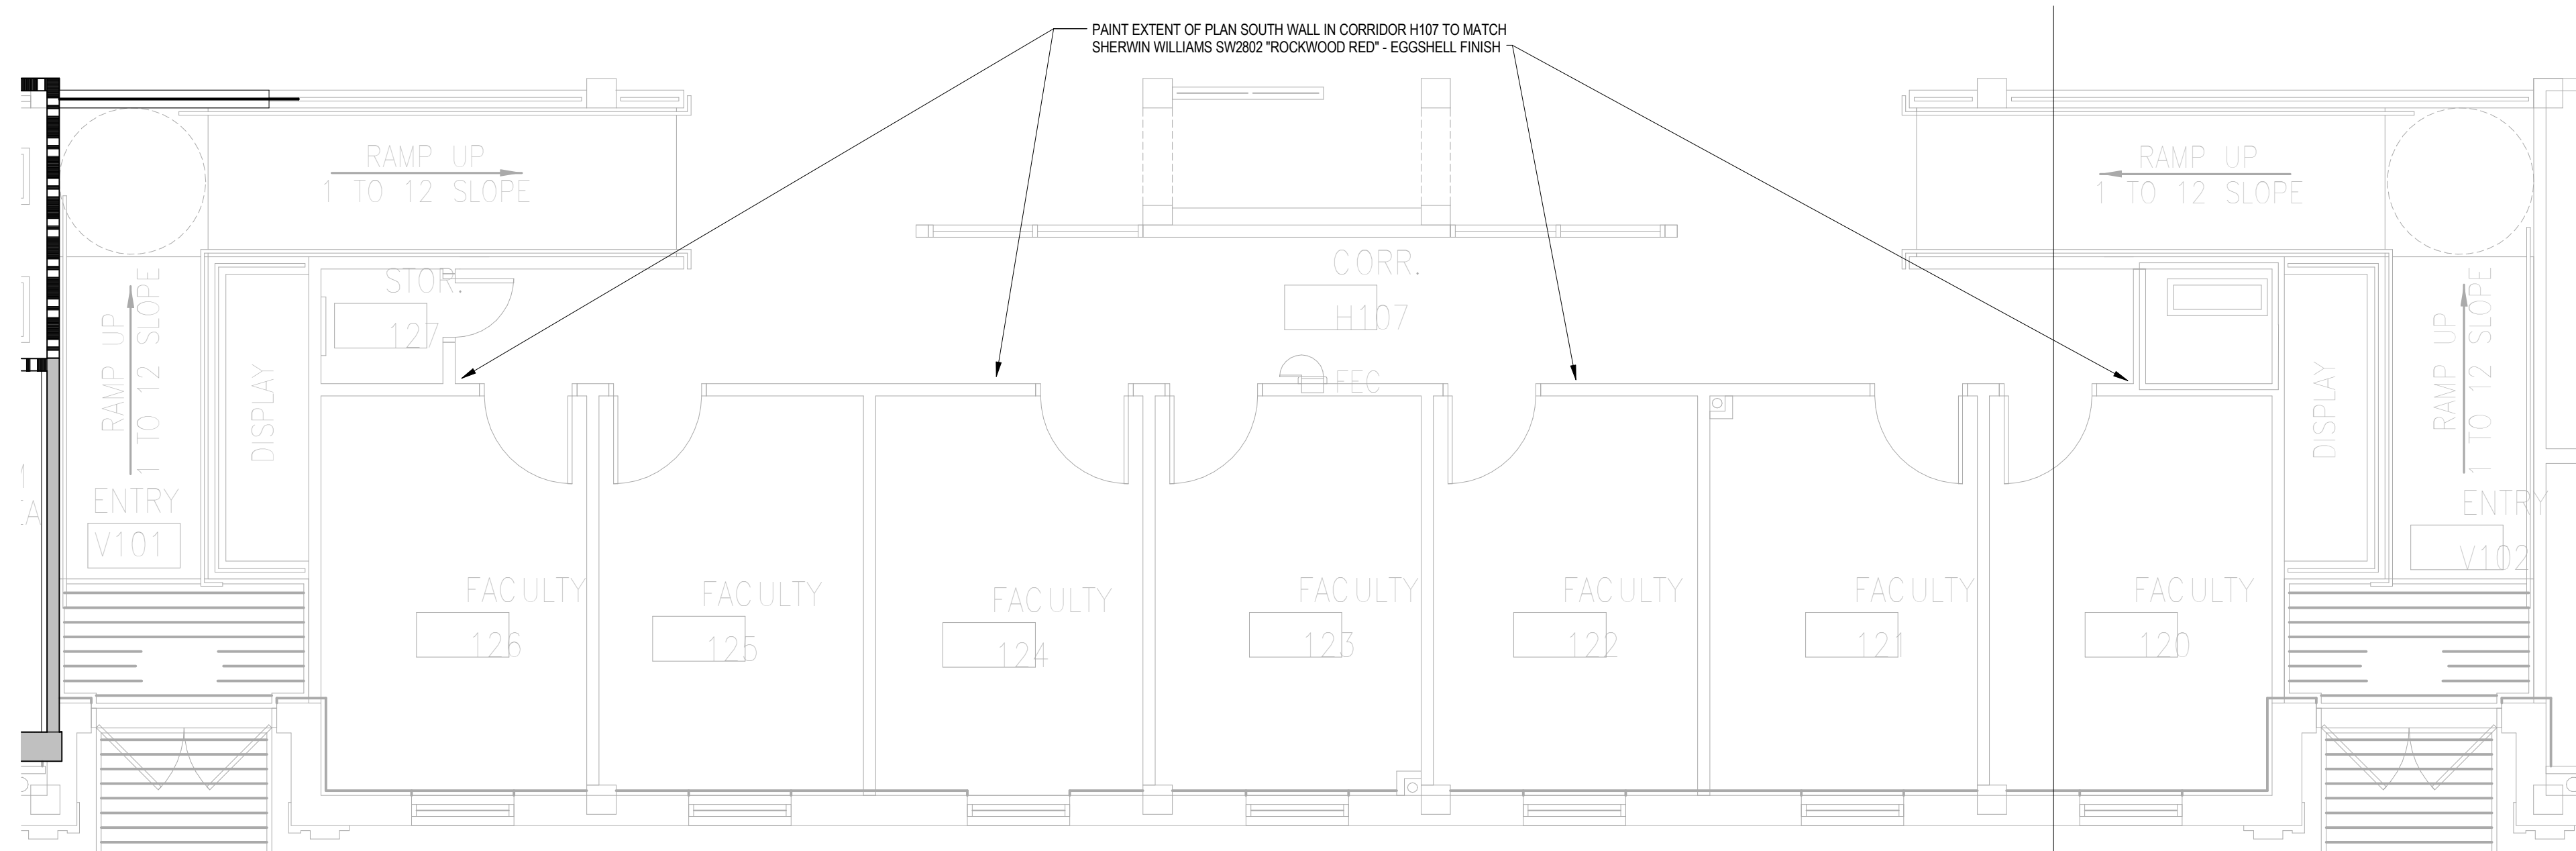 PAINT EXTENT OF PLAN SOUTH WALL IN CORRIDOR H107 TO MATCH
SHERWIN WILLIAMS SW2802 "ROCKWOOD RED" - EGGSHELL FINISH
RAMP UP
1 TO 12 SLOPE
RAMP UP
1 TO 12 SLOPE
STOR.
127
CORR.
H107
FEC
RAMP UP
1 TO 12 SLOPE
DISPLAY
ENTRY
V101
DISPLAY
RAMP UP
1 TO 12 SLOPE
ENTRY
V102
FACULTY
126
FACULTY
125
FACULTY
124
FACULTY
123
FACULTY
122
FACULTY
121
FACULTY
120